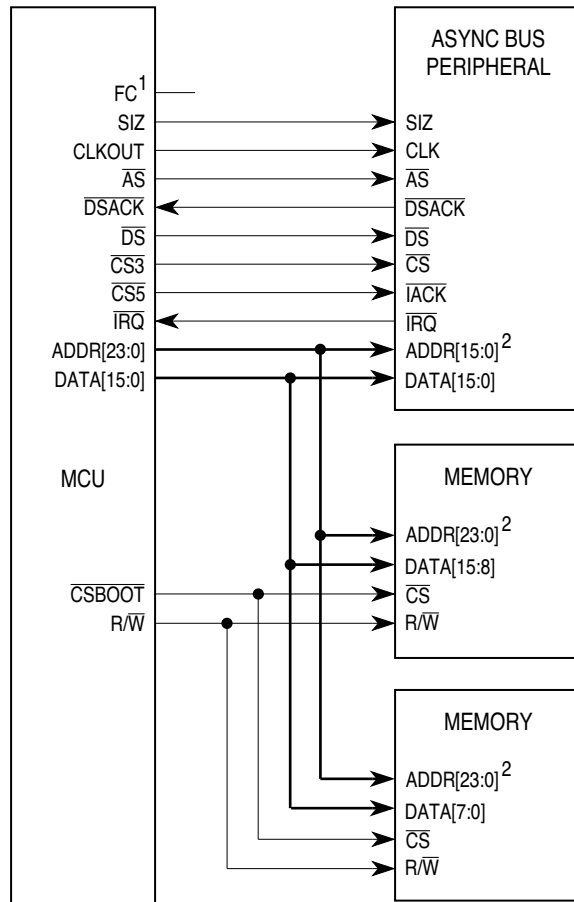 ASYNC BUS
PERIPHERAL
FC1
SIZ
CLKOUT
AS
DSACK
DS
CS3
CS5
IRQ
ADDR[23:0]
DATA[15:0]
SIZ
CLK
AS
DSACK
DS
CS
IACK
IRQ
ADDR[15:0]2
DATA[15:0]
MCU
CSBOOT
R/W
MEMORY
ADDR[23:0]2
DATA[15:8]
CS
R/W
MEMORY
ADDR[23:0]2
DATA[7:0]
CS
R/W